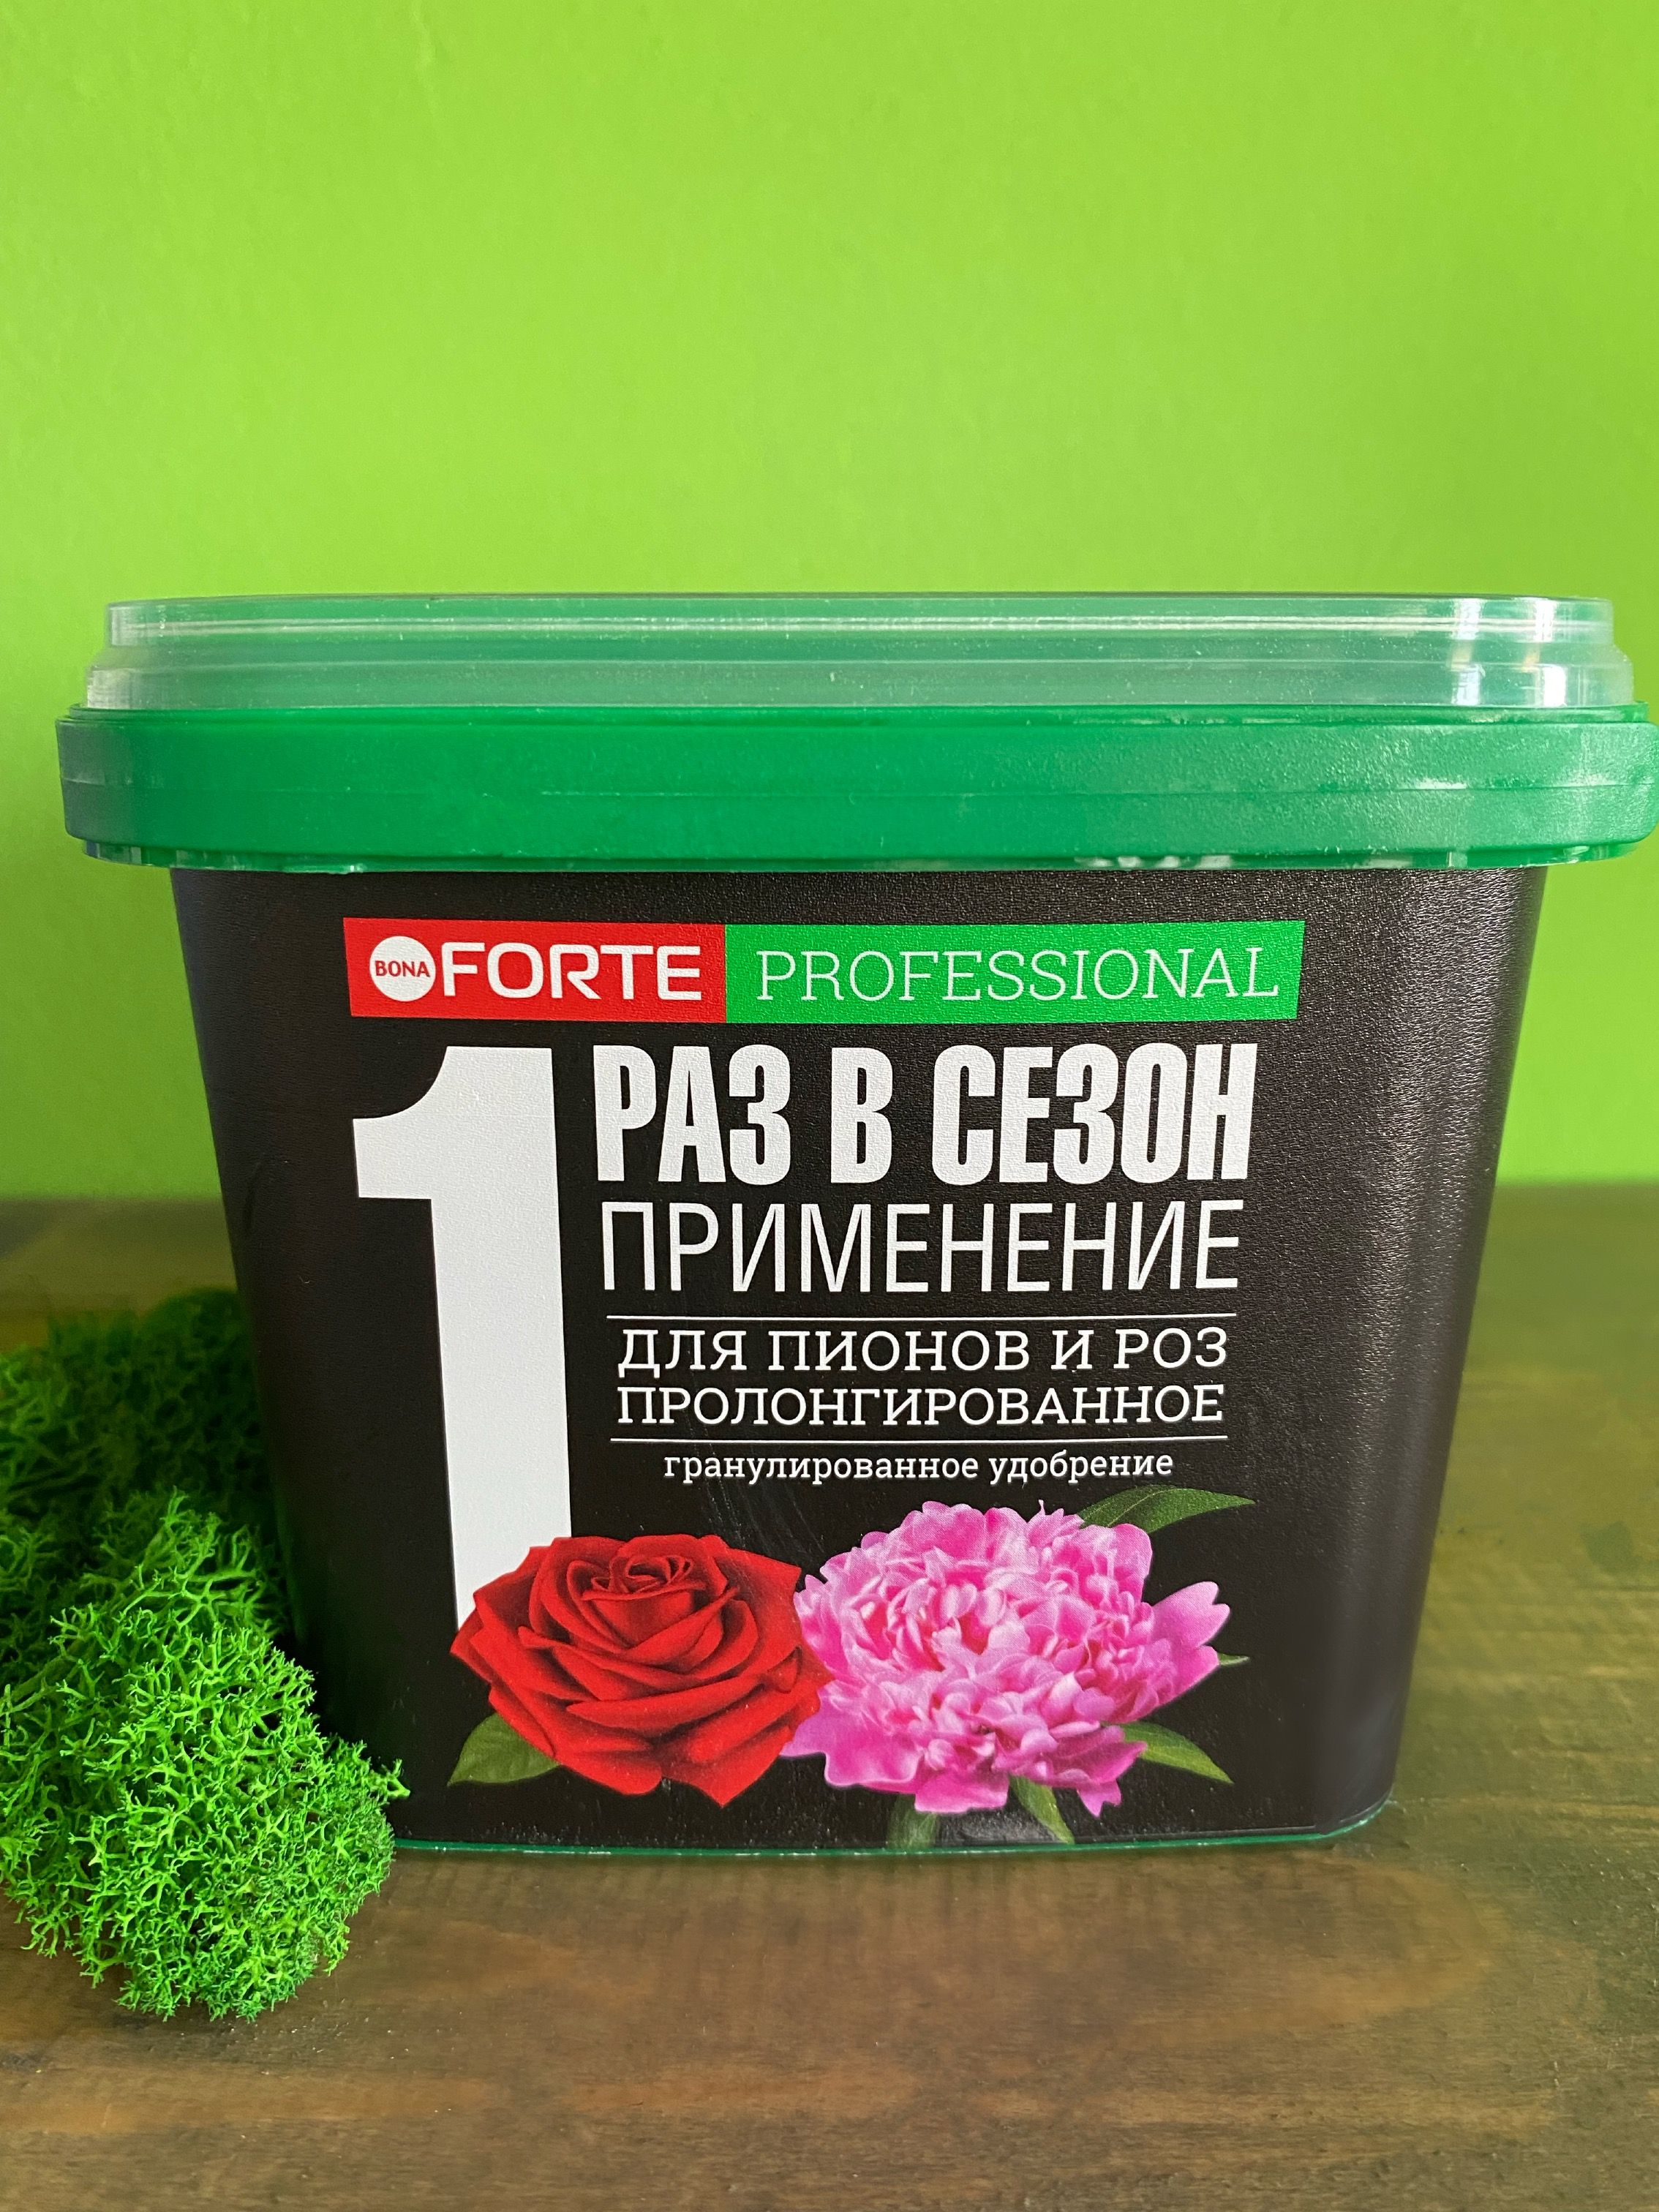 BONA FORTE PROFESSIONAL
1 РАЗ В СЕЗОН
ПРИМЕНЕНИЕ
ДЛЯ ПИОНОВ И РОЗ
ПРОЛОНГИРОВАННОЕ
гранулированное удобрение